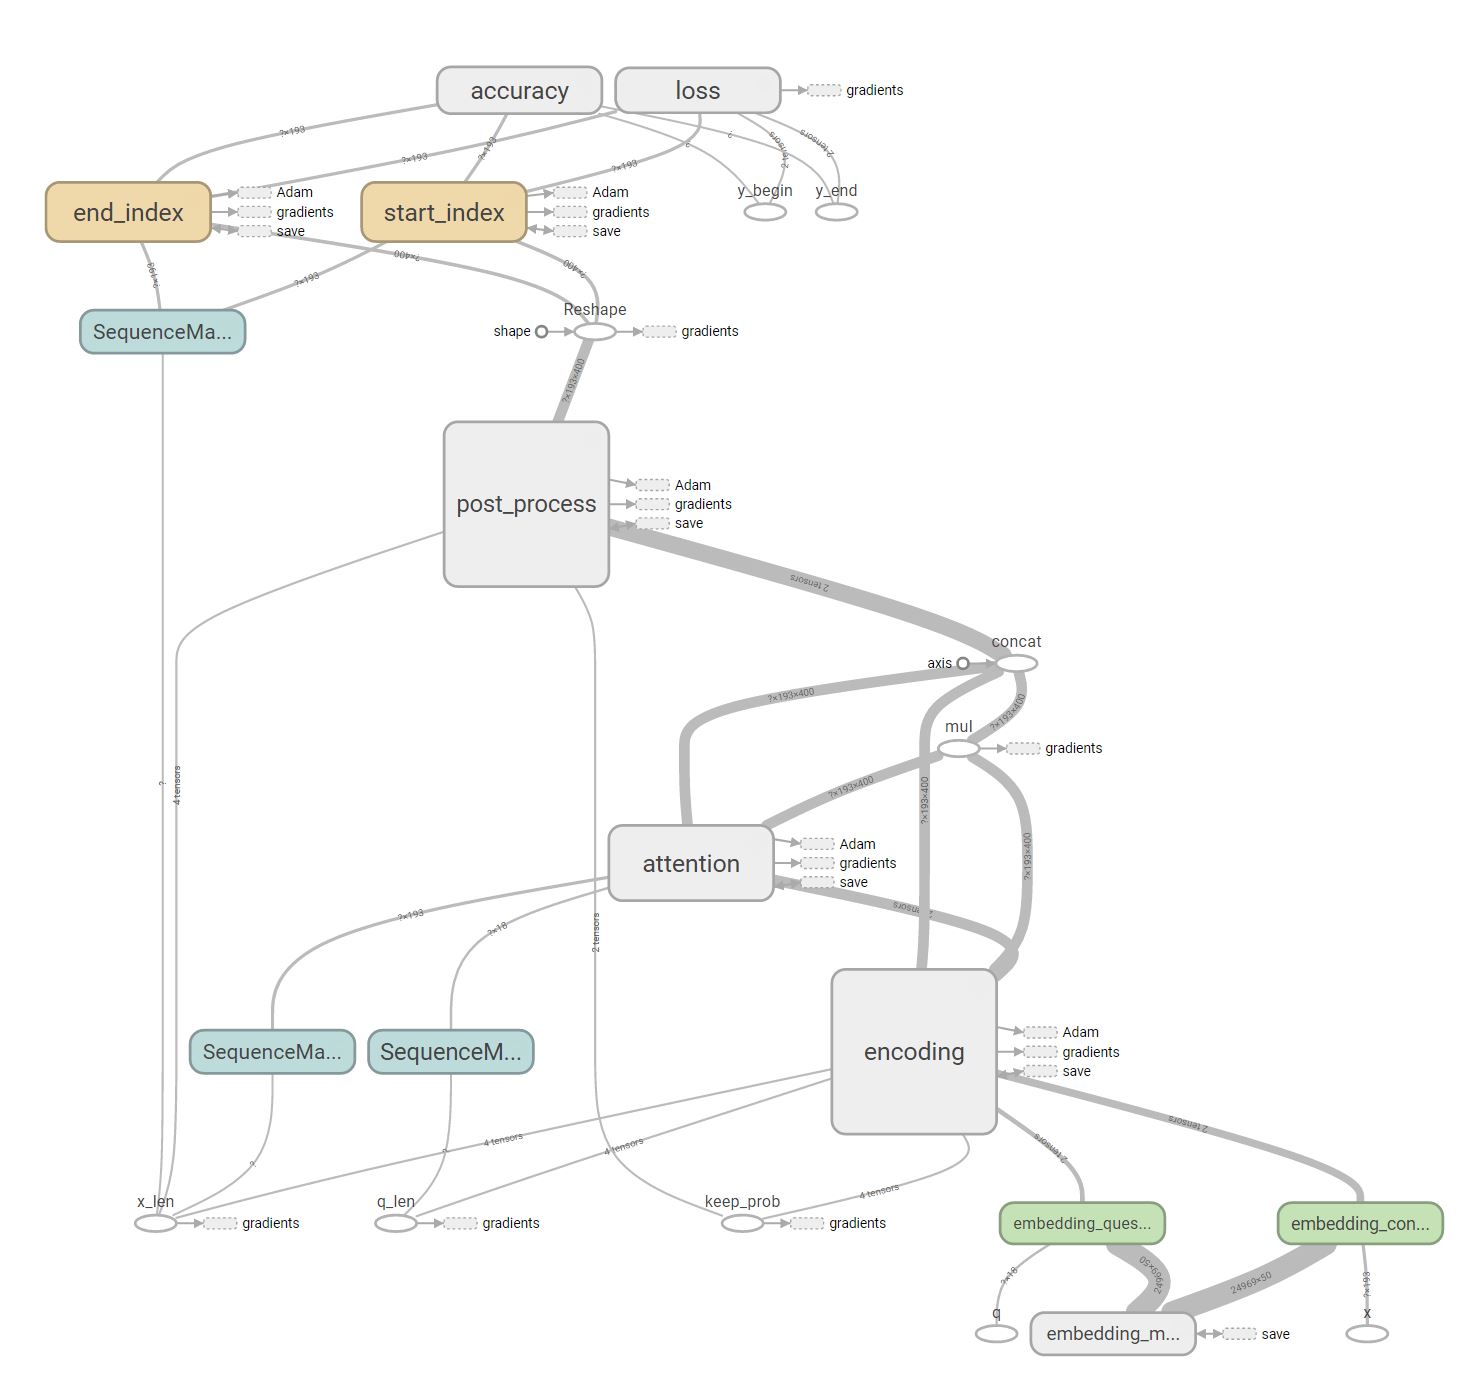 accuracy
loss
gradients
?×193
?×193
?×193
?×193
?
?
2 tensors
2 tensors
end_index
Adam
gradients
save
start_index
Adam
gradients
save
y_begin
y_end
?×193
?×193
?×400
?×400
SequenceMa...
Reshape
shape
gradients
?×193×400
post_process
Adam
gradients
save
2 tensors
concat
axis
?×193×400
?×193×400
mul
gradients
?×193×400
?×193×400
?×193×400
?
4 tensors
attention
Adam
gradients
save
2 tensors
?×193
?×18
2 tensors
SequenceMa...
SequenceM...
encoding
Adam
gradients
save
4 tensors
4 tensors
?
?
4 tensors
2 tensors
2 tensors
x_len
gradients
q_len
gradients
keep_prob
gradients
embedding_ques...
embedding_con...
?×18
24969×50
24969×50
?×193
q
embedding_m...
save
x